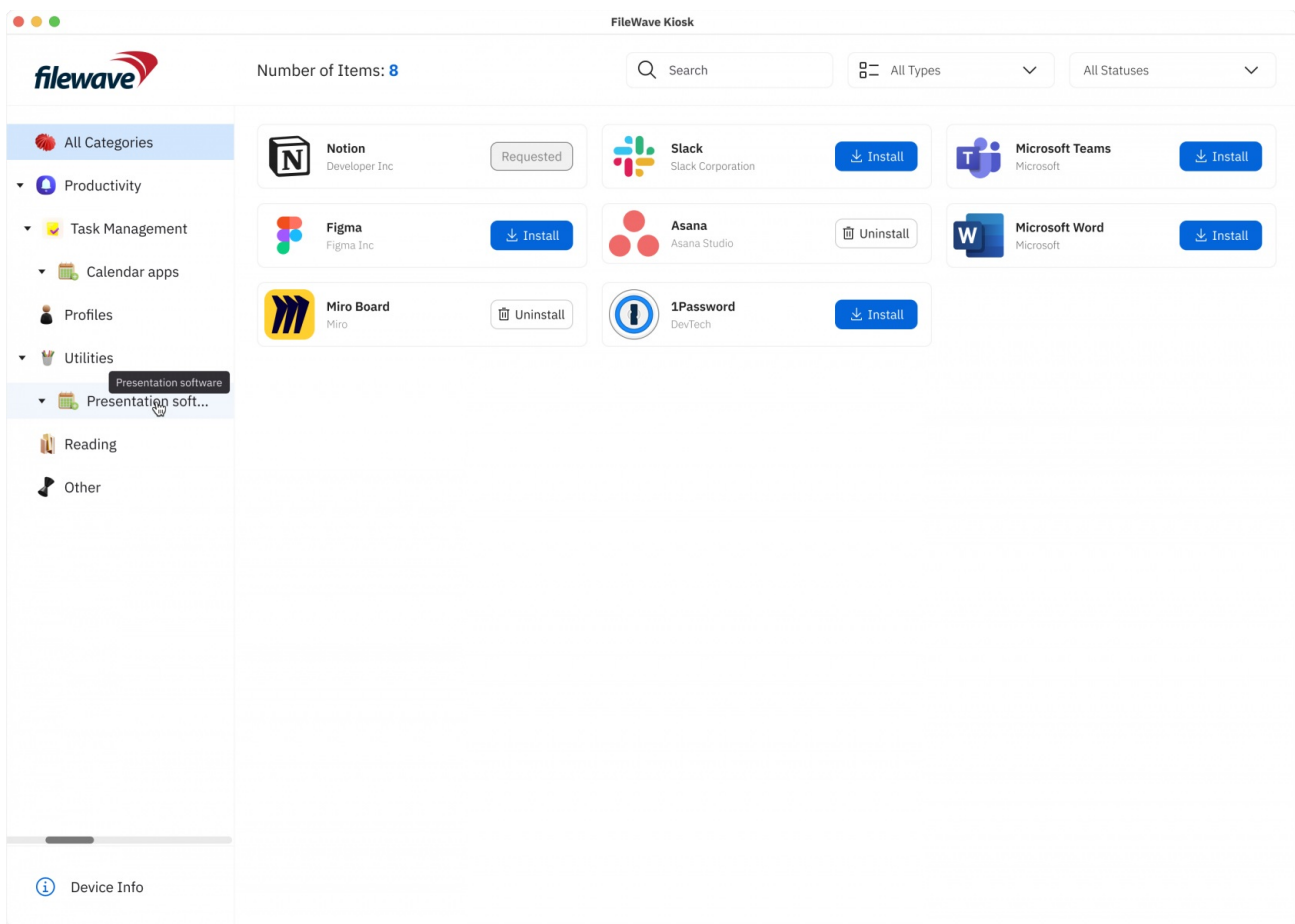 FileWave Kiosk
filewave
Number of Items: 8
Search
All Types
All Statuses
All Categories
Productivity
Task Management
Calendar apps
Profiles
Utilities
Presentation software
Presentation soft...
Reading
Other
Device Info
N
Notion
Developer Inc
Requested
Slack
Slack Corporation
Install
T
Microsoft Teams
Microsoft
Install
Figma
Figma Inc
Install
Asana
Asana Studio
Uninstall
W
Microsoft Word
Microsoft
Install
Miro Board
Miro
Uninstall
1Password
DevTech
Install